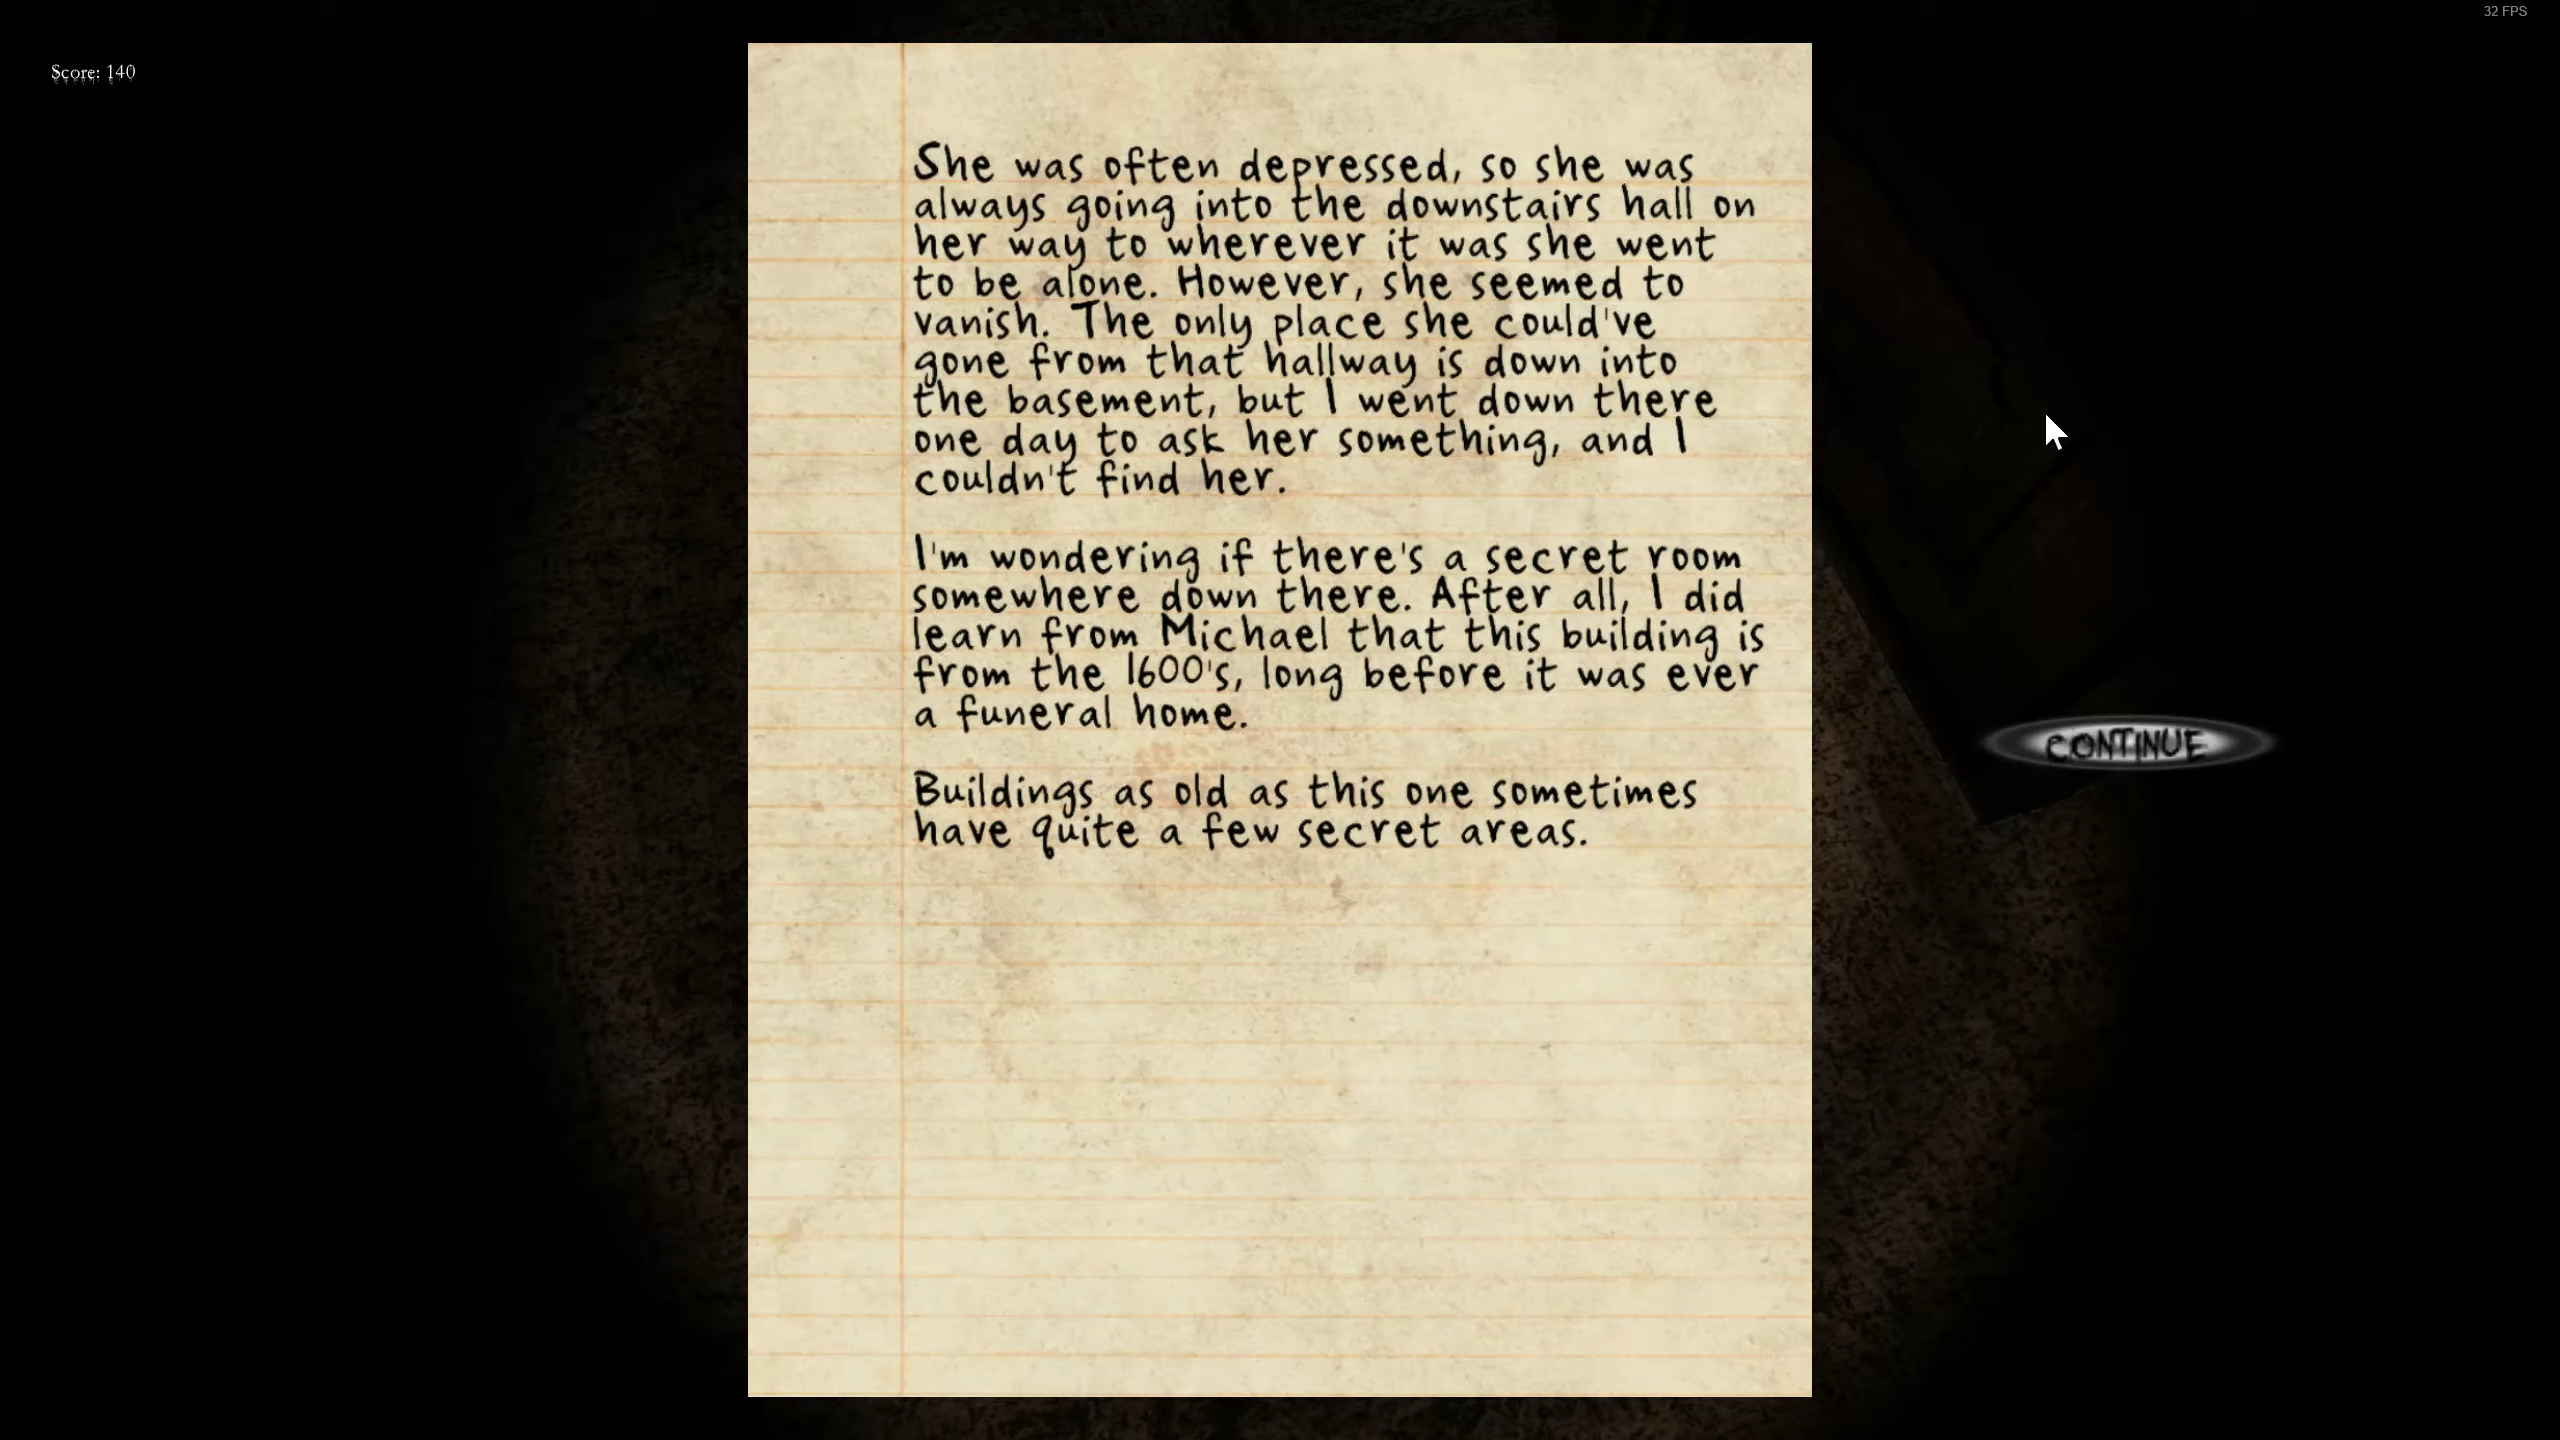 32 FPS
Score: 140
She was often depressed, so she was
always going into the downstairs hall on
her way to wherever it was she went
to be alone. However, she seemed to
vanish. The only place she could've
gone from that hallway is down into
the basement, but I went down there
one day to ask her something, and I
couldn't find her.
I'm wondering if there's a secret room
somewhere down there. After all, I did
learn from Michael that this building is
from the 1600's, long before it was ever
a funeral home.
Buildings as old as this one sometimes
have quite a few secret areas.
CONTINUE